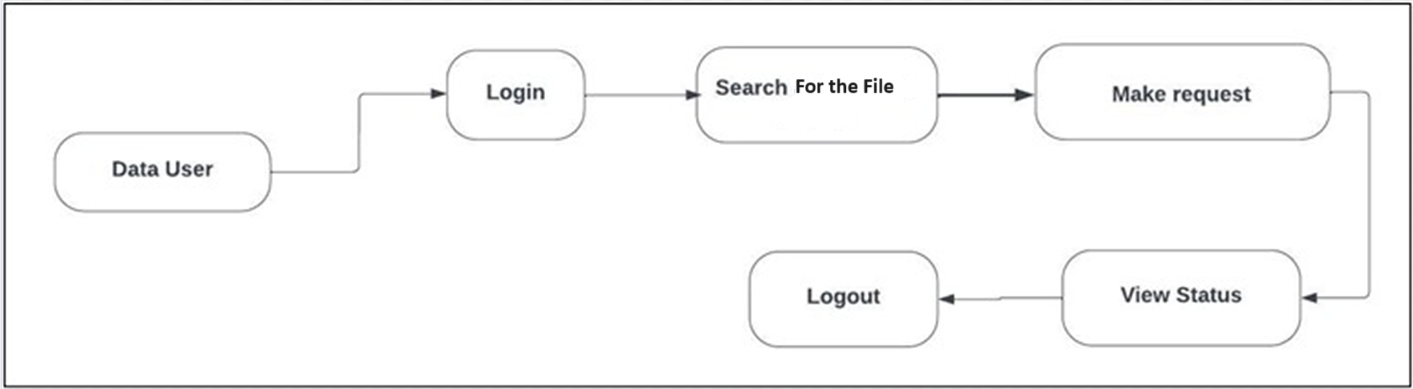 Data User
Login
Search For the File
Make request
View Status
Logout